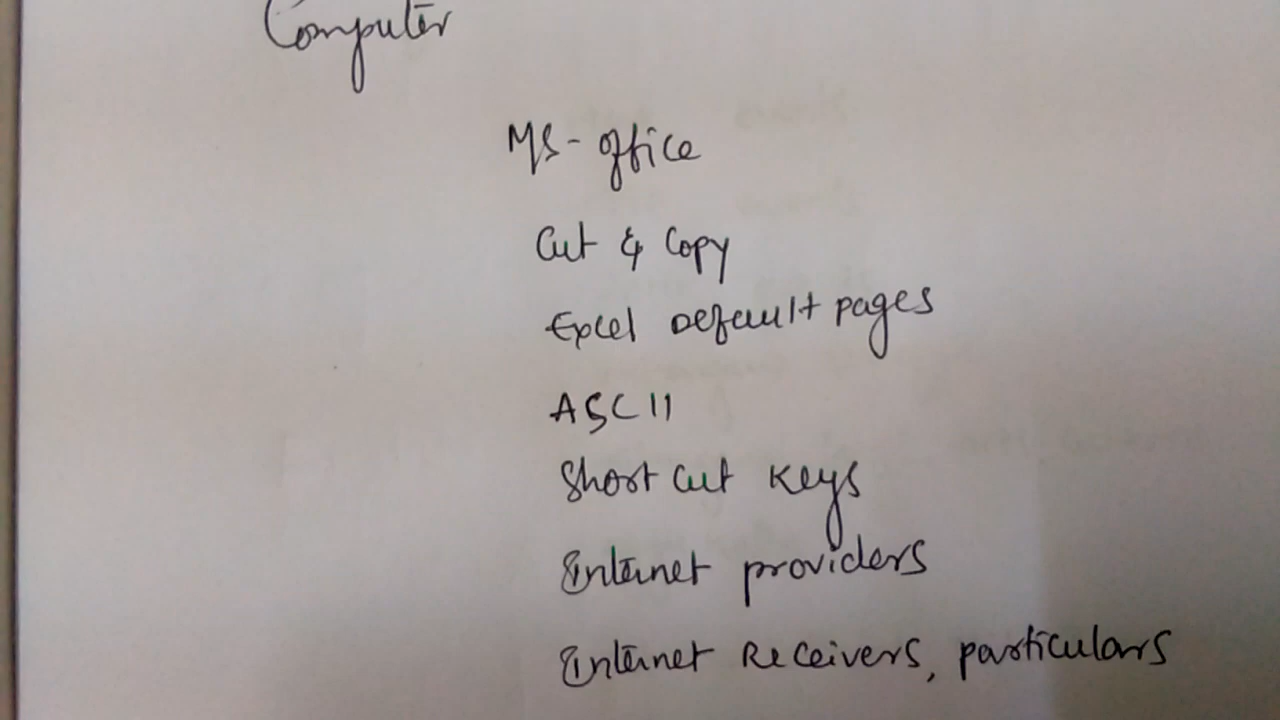 Computer
MS-office
Cut & Copy
Excel Default pages
ASCII
Short cut keys
Internet providers
Internet Receivers, particulars